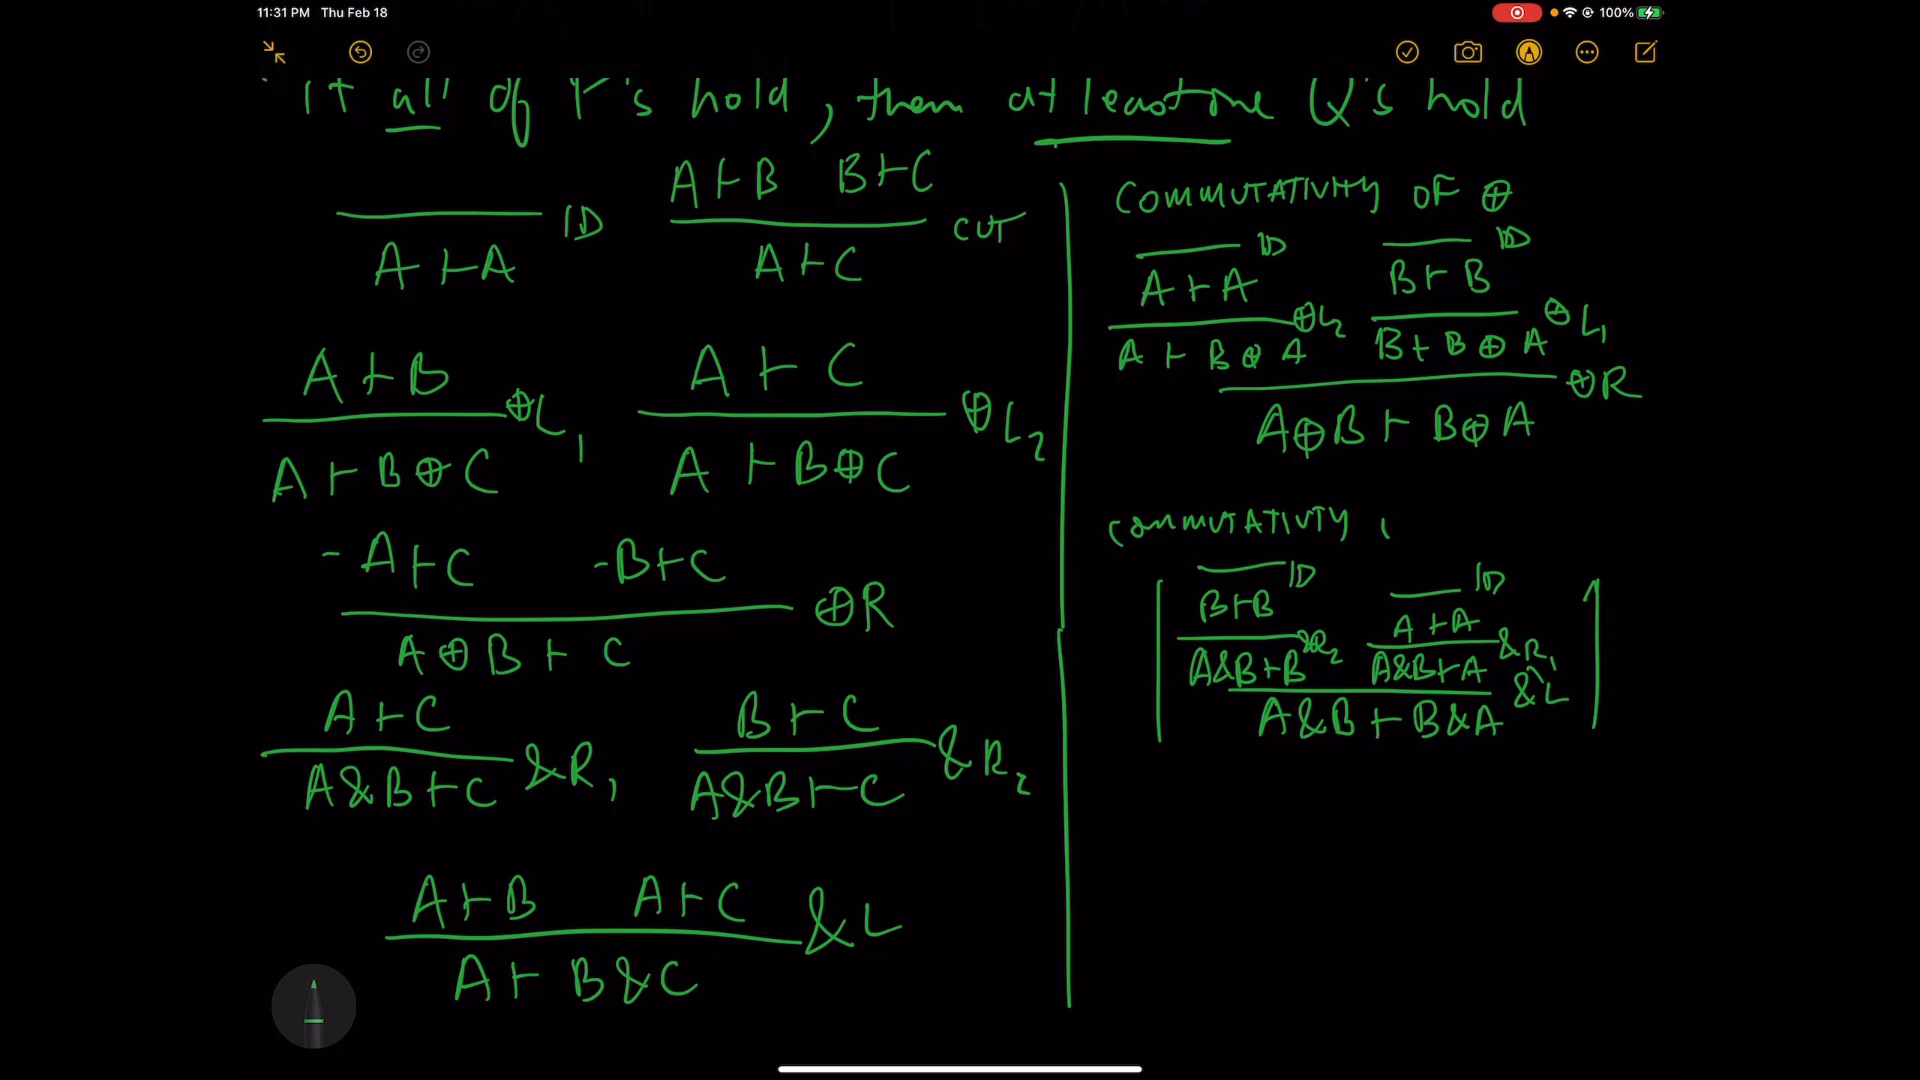 11:31 PM Thu Feb 18
100%
If all of P's hold, then at least one Q's hold
A ⊢ B B ⊢ C
ID
CUT
A ⊢ A
A ⊢ C
A ⊢ B
⊕L₁
A ⊢ B ⊕ C
A ⊢ C
⊕L₂
A ⊢ B ⊕ C
- A ⊢ C - B ⊢ C
⊕R
A ⊕ B ⊢ C
A ⊢ C
&R₁
A & B ⊢ C
B ⊢ C
&R₂
A & B ⊢ C
A ⊢ B A ⊢ C
&L
A ⊢ B & C
COMMUTATIVITY OF ⊕
ID ID
A ⊢ A B ⊢ B
⊕L₂ ⊕L₁
A ⊢ B ⊕ A B ⊢ B ⊕ A
⊕R
A ⊕ B ⊢ B ⊕ A
COMMUTATIVITY
ID ID
B ⊢ B A ⊢ A
&R₂ &R₁
A & B ⊢ B A & B ⊢ A
&L
A & B ⊢ B & A